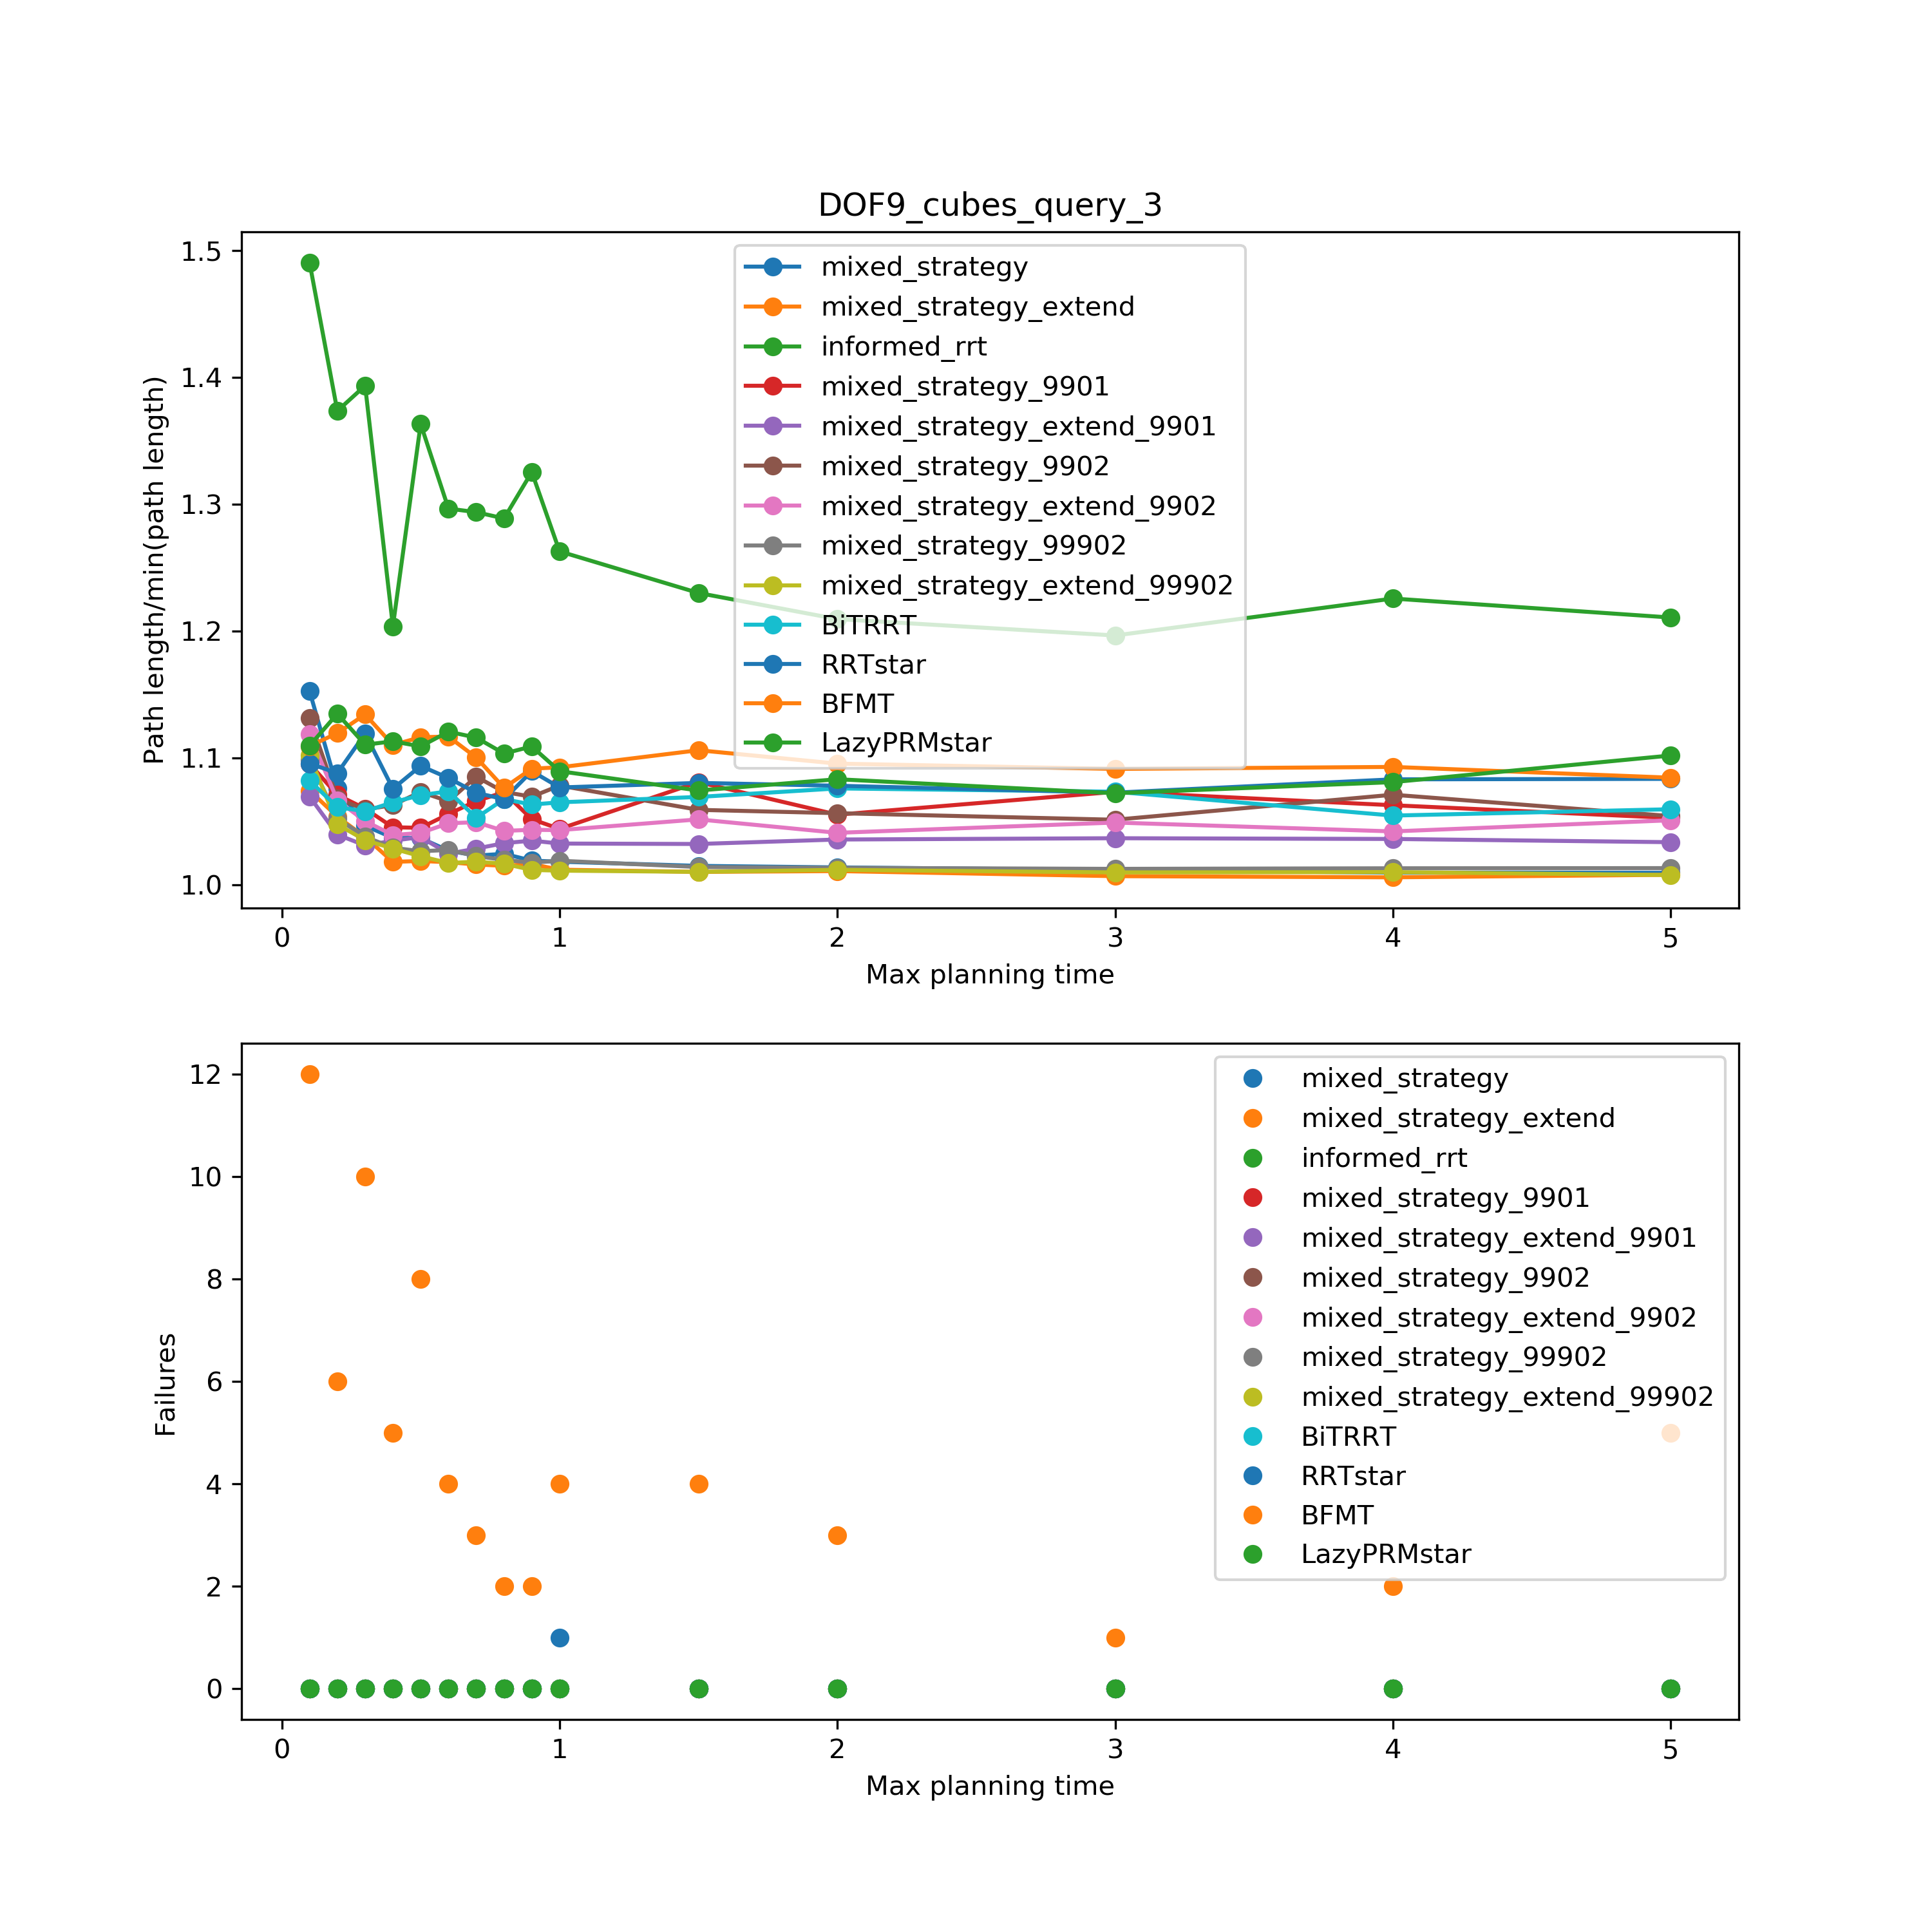 DOF9_cubes_query_3
Path length/min(path length)
1.5
1.4
1.3
1.2
1.1
1.0
mixed_strategy
mixed_strategy_extend
informed_rrt
mixed_strategy_9901
mixed_strategy_extend_9901
mixed_strategy_9902
mixed_strategy_extend_9902
mixed_strategy_99902
mixed_strategy_extend_99902
BiTRRT
RRTstar
BFMT
LazyPRMstar
0 1 2 3 4 5
Max planning time
Failures
12
10
8
6
4
2
0
mixed_strategy
mixed_strategy_extend
informed_rrt
mixed_strategy_9901
mixed_strategy_extend_9901
mixed_strategy_9902
mixed_strategy_extend_9902
mixed_strategy_99902
mixed_strategy_extend_99902
BiTRRT
RRTstar
BFMT
LazyPRMstar
0 1 2 3 4 5
Max planning time